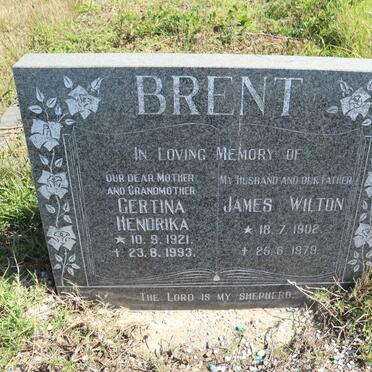 BRENT
IN LOVING MEMORY OF
OUR DEAR MOTHER
AND GRANDMOTHER
GERTINA
HENDRIKA
* 10.9.1921.
✝ 23.8.1993.
MY HUSBAND AND OUR FATHER
JAMES WILTON
* 18.7.1902.
✝ 26.6.1979.
THE LORD IS MY SHEPHERD.